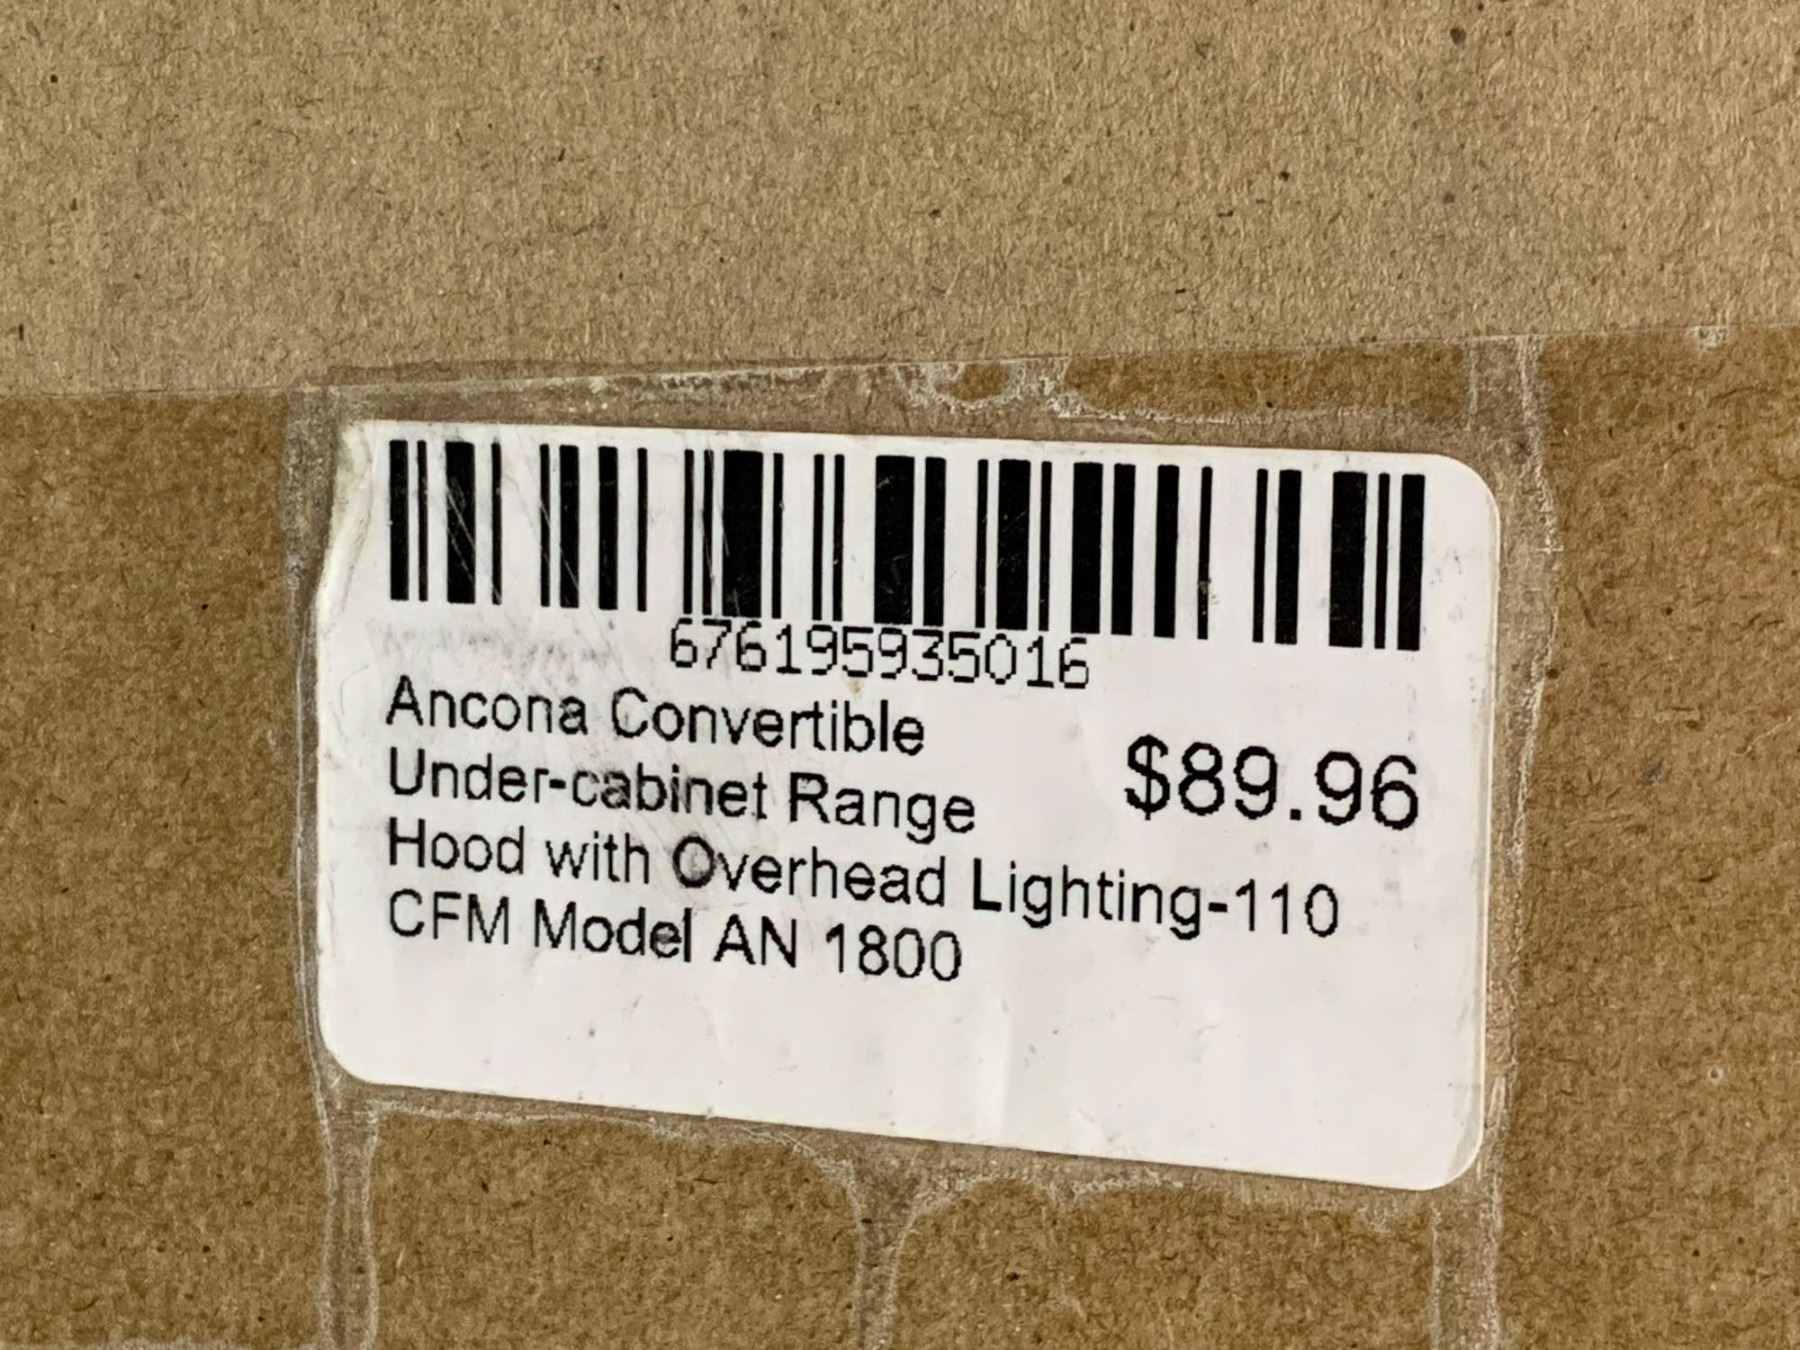 676195935016
Ancona Convertible
Under-cabinet Range
$89.96
Hood with Overhead Lighting-110
CFM Model AN 1800